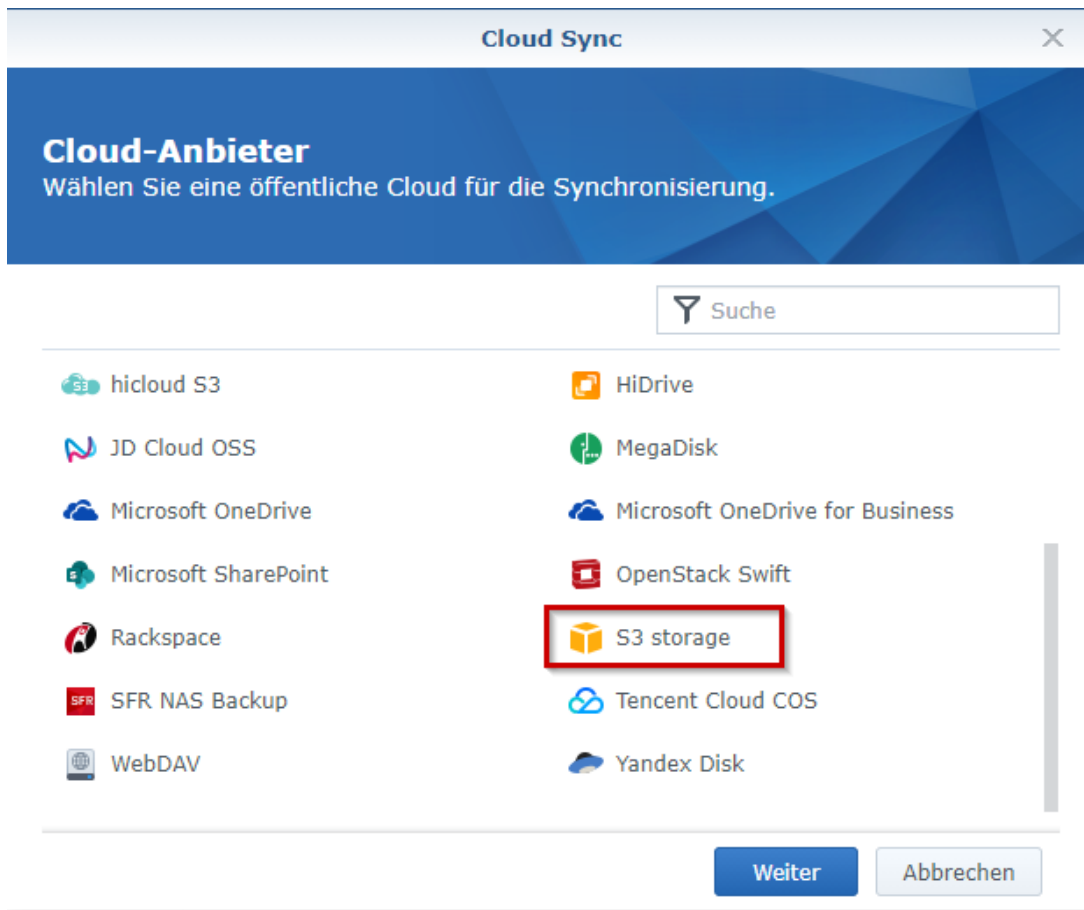 Cloud Sync
Cloud-Anbieter
Wählen Sie eine öffentliche Cloud für die Synchronisierung.
Suche
S3 hicloud S3
HiDrive
JD Cloud OSS
MegaDisk
Microsoft OneDrive
Microsoft OneDrive for Business
Microsoft SharePoint
OpenStack Swift
Rackspace
S3 storage
SFR SFR NAS Backup
Tencent Cloud COS
WebDAV
Yandex Disk
Weiter
Abbrechen